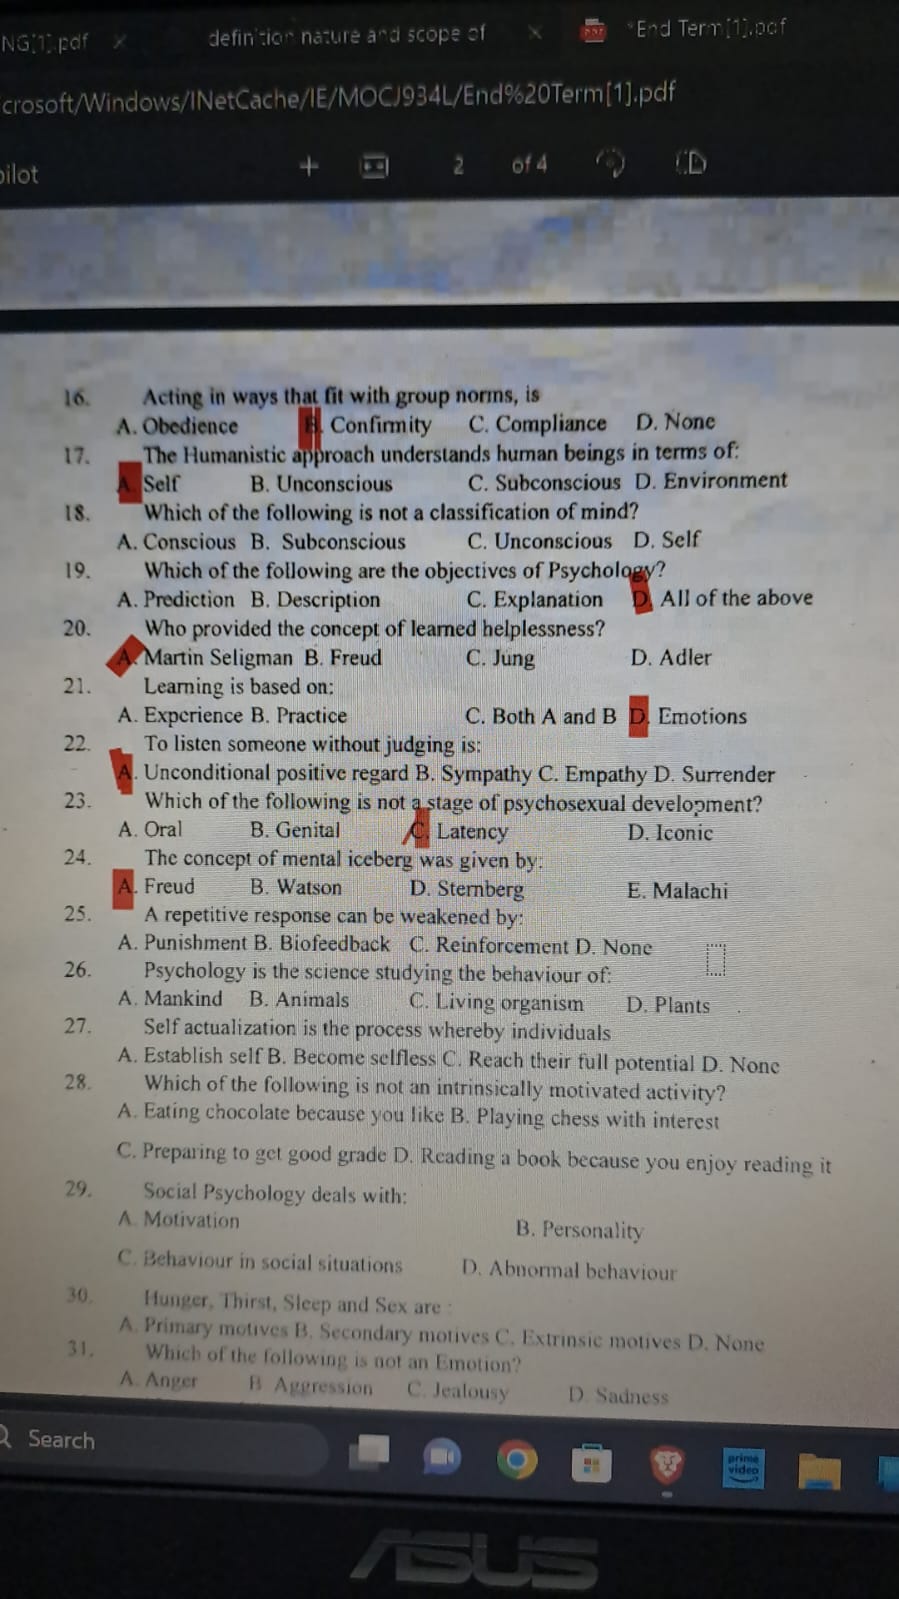 NG[1].pdf × definition nature and scope of × PDF *End Term[1].pdf
crosoft/Windows/INetCache/IE/MOCJ934L/End%20Term[1].pdf
pilot + 2 of 4
16. Acting in ways that fit with group norms, is
A. Obedience B. Confirmity C. Compliance D. None
17. The Humanistic approach understands human beings in terms of:
A. Self B. Unconscious C. Subconscious D. Environment
18. Which of the following is not a classification of mind?
A. Conscious B. Subconscious C. Unconscious D. Self
19. Which of the following are the objectives of Psychology?
A. Prediction B. Description C. Explanation D. All of the above
20. Who provided the concept of learned helplessness?
A. Martin Seligman B. Freud C. Jung D. Adler
21. Learning is based on:
A. Experience B. Practice C. Both A and B D. Emotions
22. To listen someone without judging is:
A. Unconditional positive regard B. Sympathy C. Empathy D. Surrender
23. Which of the following is not a stage of psychosexual development?
A. Oral B. Genital C. Latency D. Iconic
24. The concept of mental iceberg was given by:
A. Freud B. Watson D. Sternberg E. Malachi
25. A repetitive response can be weakened by:
A. Punishment B. Biofeedback C. Reinforcement D. None
26. Psychology is the science studying the behaviour of:
A. Mankind B. Animals C. Living organism D. Plants
27. Self actualization is the process whereby individuals
A. Establish self B. Become selfless C. Reach their full potential D. None
28. Which of the following is not an intrinsically motivated activity?
A. Eating chocolate because you like B. Playing chess with interest
C. Preparing to get good grade D. Reading a book because you enjoy reading it
29. Social Psychology deals with:
A. Motivation B. Personality
C. Behaviour in social situations D. Abnormal behaviour
30. Hunger, Thirst, Sleep and Sex are :
A. Primary motives B. Secondary motives C. Extrinsic motives D. None
31. Which of the following is not an Emotion?
A. Anger B Aggression C. Jealousy D. Sadness
Search prime video
ASUS